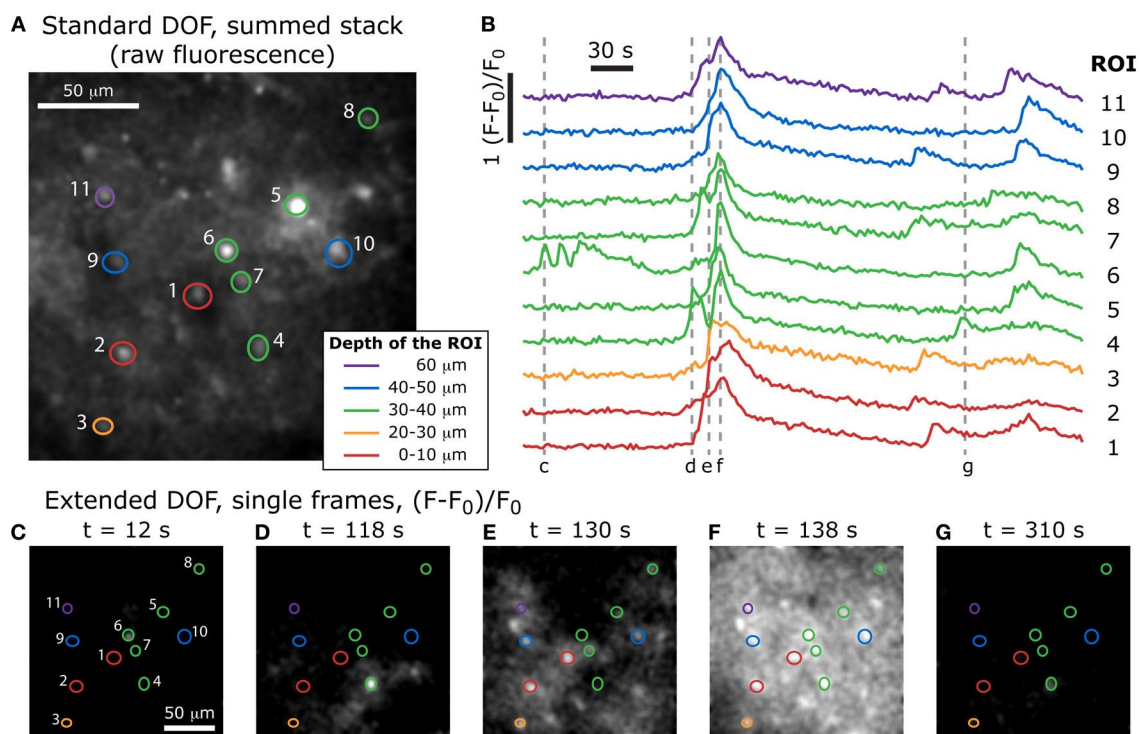 A
Standard DOF, summed stack
(raw fluorescence)
50 μm
8
11
5
6
10
9
7
1
2
4
3
Depth of the ROI
60 μm
40-50 μm
30-40 μm
20-30 μm
0-10 μm
B
30 s
1 (F-F₀)/F₀
ROI
11
10
9
8
7
6
5
4
3
2
1
c
d
e
f
g
Extended DOF, single frames, (F-F₀)/F₀
C
t = 12 s
8
11
5
6
10
9
7
1
2
4
3
50 μm
D
t = 118 s
E
t = 130 s
F
t = 138 s
G
t = 310 s